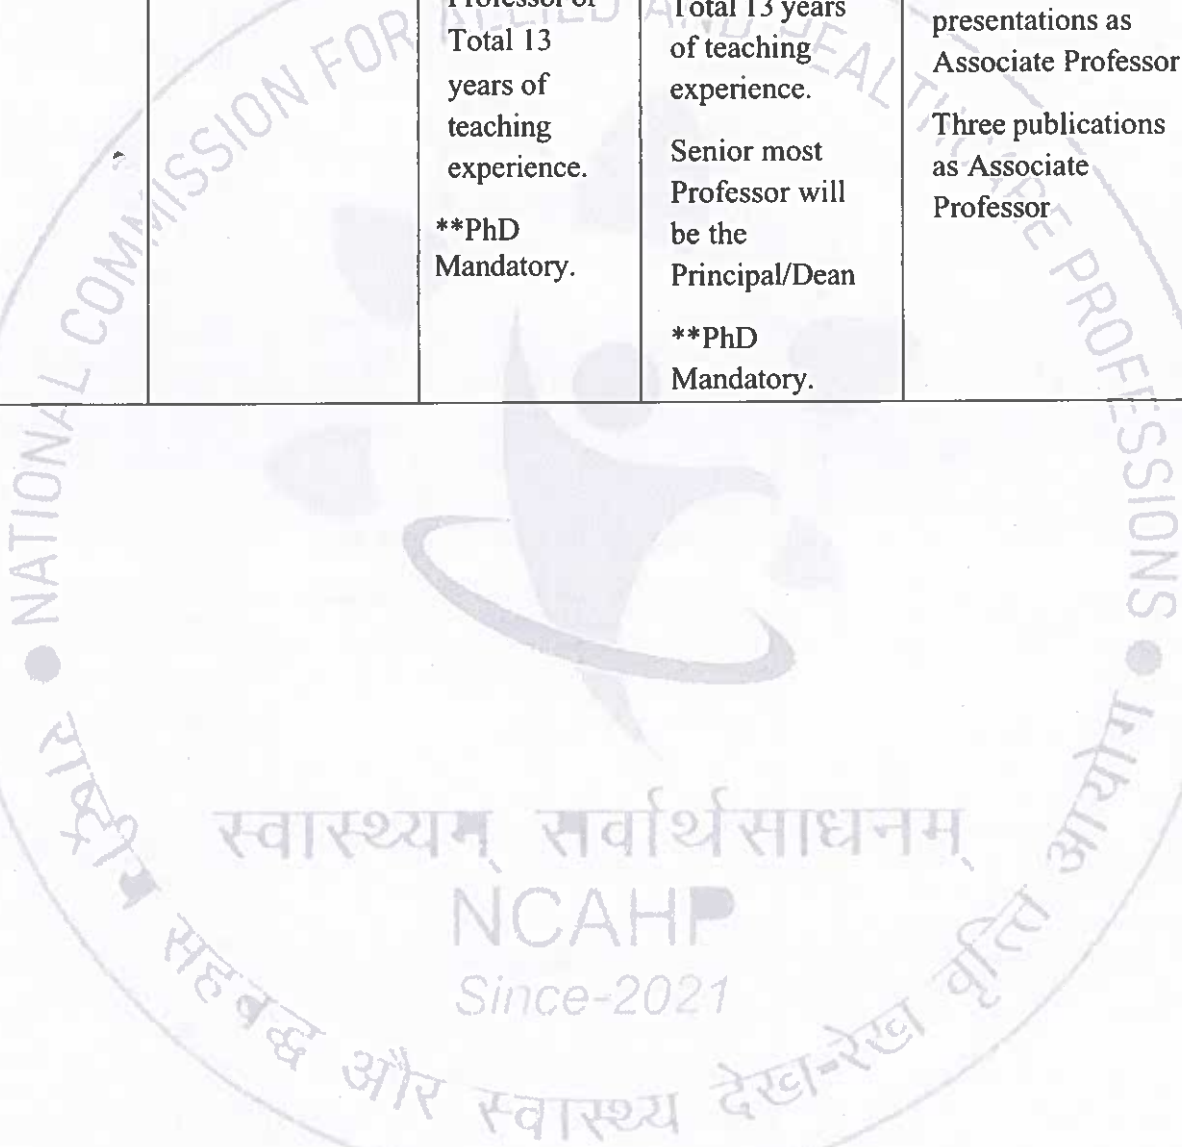 Professor or
Total 13
years of
teaching
experience.
**PhD
Mandatory.
Total 13 years
of teaching
experience.
Senior most
Professor will
be the
Principal/Dean
**PhD
Mandatory.
presentations as
Associate Professor
Three publications
as Associate
Professor
NATIONAL COMMISSION FOR ALLIED AND HEALTHCARE PROFESSIONS
स्वास्थ्यम् सर्वार्थसाधनम्
NCAHP
Since-2021
राष्ट्रीय सहबद्ध और स्वास्थ्य देख-रेख वृत्ति आयोग